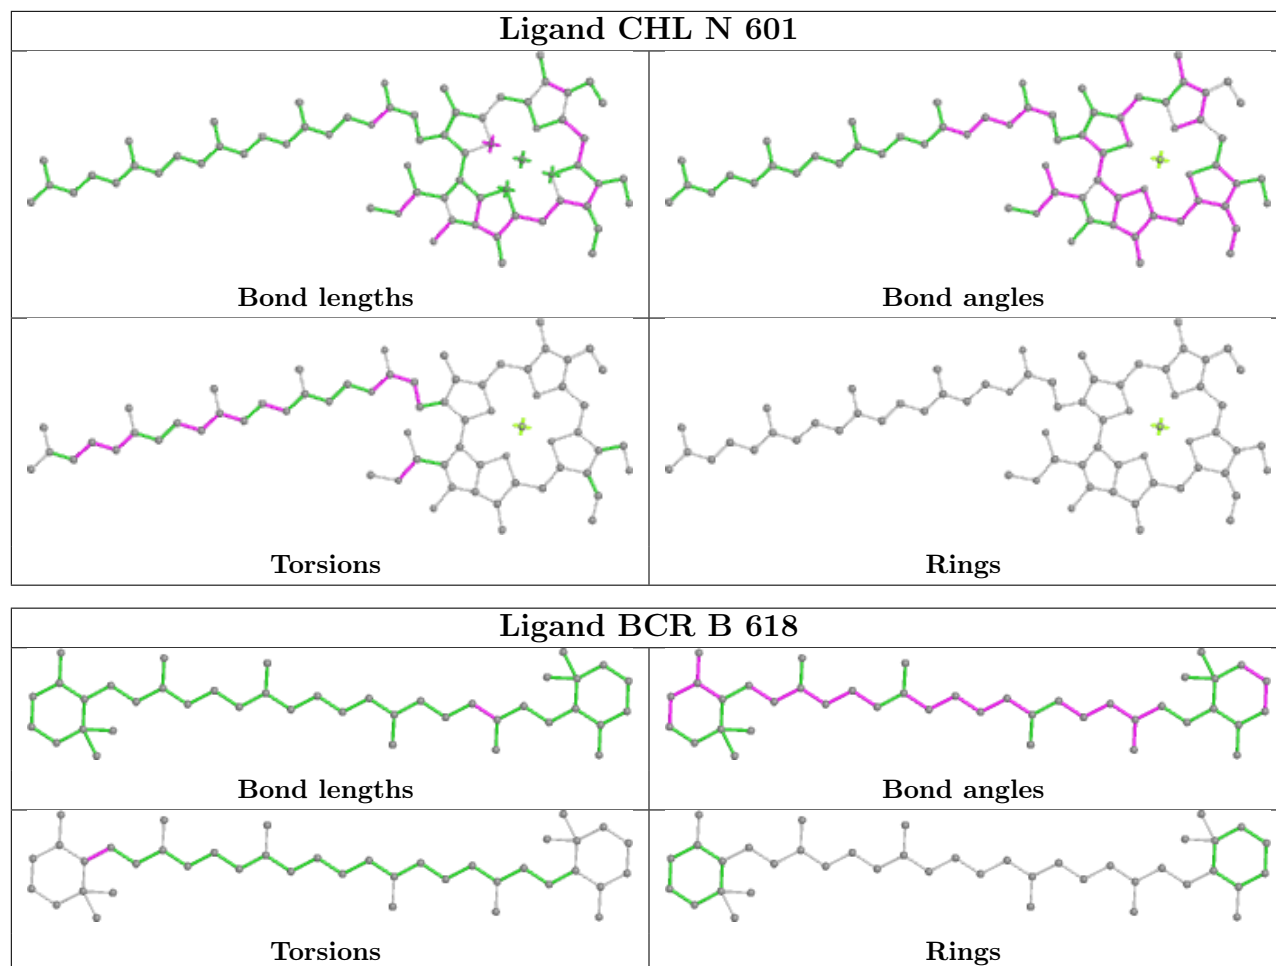 Ligand CHL N 601
Bond lengths
Bond angles
Torsions
Rings
Ligand BCR B 618
Bond lengths
Bond angles
Torsions
Rings